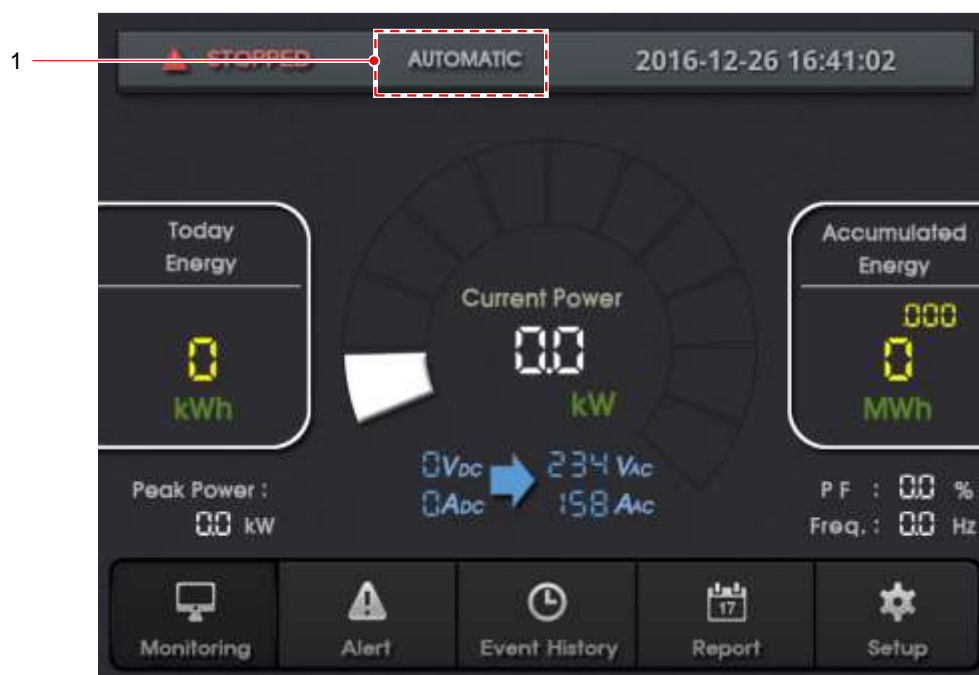 1
STOPPED AUTOMATIC 2016-12-26 16:41:02
Today
Energy
0
kWh
Current Power
0.0
kW
Accumulated
Energy
.000
0
MWh
0VDC 234 VAC
0ADC 158 AAC
Peak Power :
0.0 kW
P F : 0.0 %
Freq. : 0.0 Hz
17
Monitoring Alert Event History Report Setup